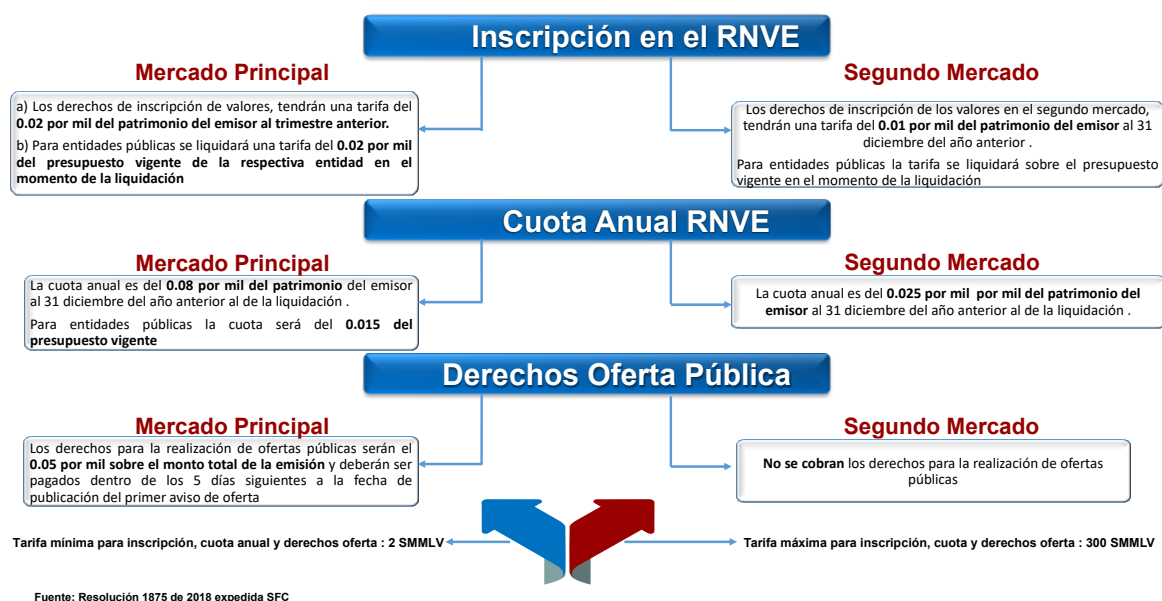 Inscripción en el RNVE
Mercado Principal
a) Los derechos de inscripción de valores, tendrán una tarifa del
0.02 por mil del patrimonio del emisor al trimestre anterior.
b) Para entidades públicas se liquidará una tarifa del 0.02 por mil
del presupuesto vigente de la respectiva entidad en el
momento de la liquidación
Segundo Mercado
Los derechos de inscripción de los valores en el segundo mercado,
tendrán una tarifa del 0.01 por mil del patrimonio del emisor al 31
diciembre del año anterior .
Para entidades públicas la tarifa se liquidará sobre el presupuesto
vigente en el momento de la liquidación
Cuota Anual RNVE
Mercado Principal
La cuota anual es del 0.08 por mil del patrimonio del emisor
al 31 diciembre del año anterior al de la liquidación .
Para entidades públicas la cuota será del 0.015 del
presupuesto vigente
Segundo Mercado
La cuota anual es del 0.025 por mil por mil del patrimonio del
emisor al 31 diciembre del año anterior al de la liquidación .
Derechos Oferta Pública
Mercado Principal
Los derechos para la realización de ofertas públicas serán el
0.05 por mil sobre el monto total de la emisión y deberán ser
pagados dentro de los 5 días siguientes a la fecha de
publicación del primer aviso de oferta
Segundo Mercado
No se cobran los derechos para la realización de ofertas
públicas
Tarifa mínima para inscripción, cuota anual y derechos oferta : 2 SMMLV
Tarifa máxima para inscripción, cuota y derechos oferta : 300 SMMLV
Fuente: Resolución 1875 de 2018 expedida SFC